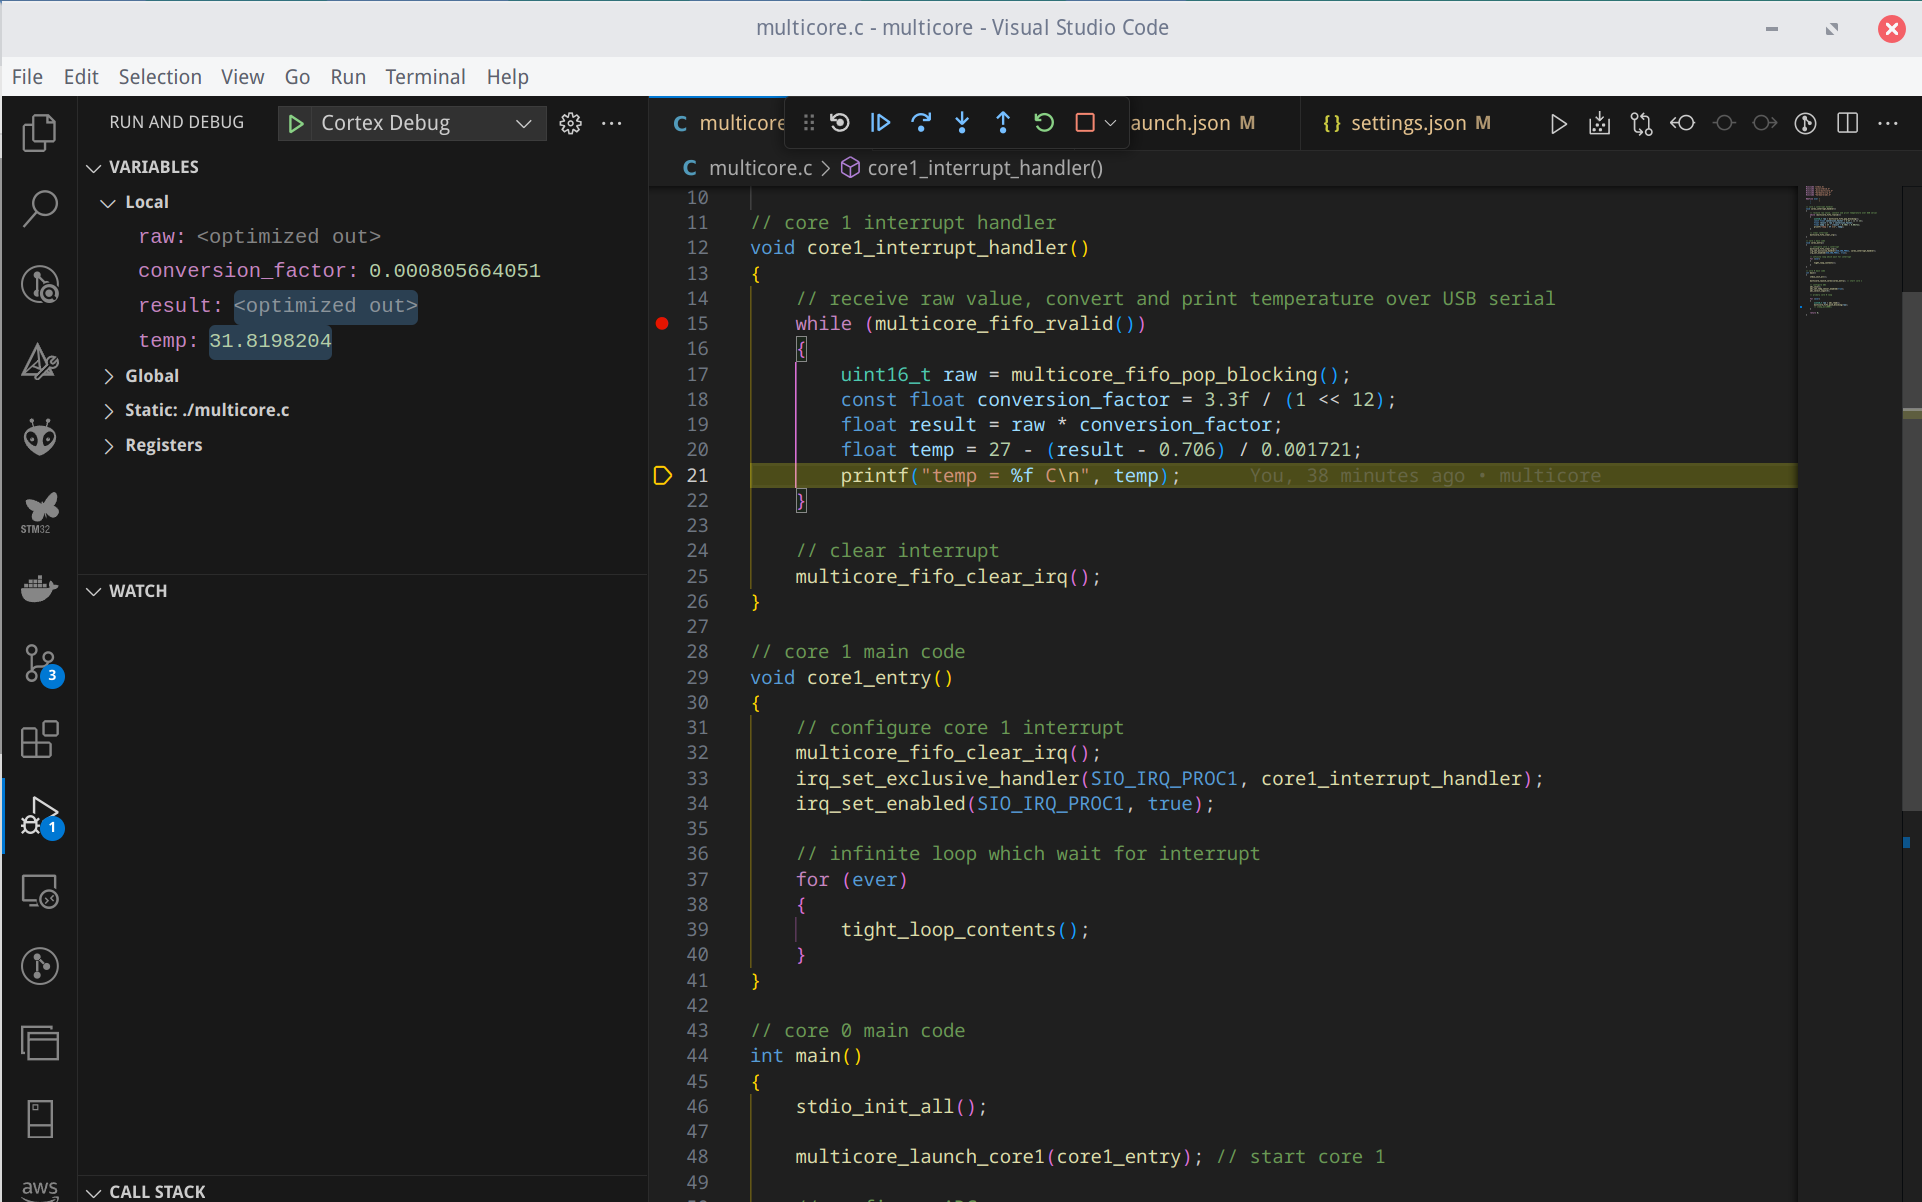 multicore.c - multicore - Visual Studio Code
File Edit Selection View Go Run Terminal Help
RUN AND DEBUG Cortex Debug
multicore aunch.json M {} settings.json M
C multicore.c > core1_interrupt_handler()
VARIABLES
Local
raw: <optimized out>
conversion_factor: 0.000805664051
result: <optimized out>
temp: 31.8198204
Global
Static: ./multicore.c
Registers
WATCH
CALL STACK
STM32
3
1
aws
10
11 // core 1 interrupt handler
12 void core1_interrupt_handler()
13 {
14 // receive raw value, convert and print temperature over USB serial
15 while (multicore_fifo_rvalid())
16 {
17 uint16_t raw = multicore_fifo_pop_blocking();
18 const float conversion_factor = 3.3f / (1 << 12);
19 float result = raw * conversion_factor;
20 float temp = 27 - (result - 0.706) / 0.001721;
21 printf("temp = %f C\n", temp); You, 38 minutes ago • multicore
22 }
23
24 // clear interrupt
25 multicore_fifo_clear_irq();
26 }
27
28 // core 1 main code
29 void core1_entry()
30 {
31 // configure core 1 interrupt
32 multicore_fifo_clear_irq();
33 irq_set_exclusive_handler(SIO_IRQ_PROC1, core1_interrupt_handler);
34 irq_set_enabled(SIO_IRQ_PROC1, true);
35
36 // infinite loop which wait for interrupt
37 for (ever)
38 {
39 tight_loop_contents();
40 }
41 }
42
43 // core 0 main code
44 int main()
45 {
46 stdio_init_all();
47
48 multicore_launch_core1(core1_entry); // start core 1
49